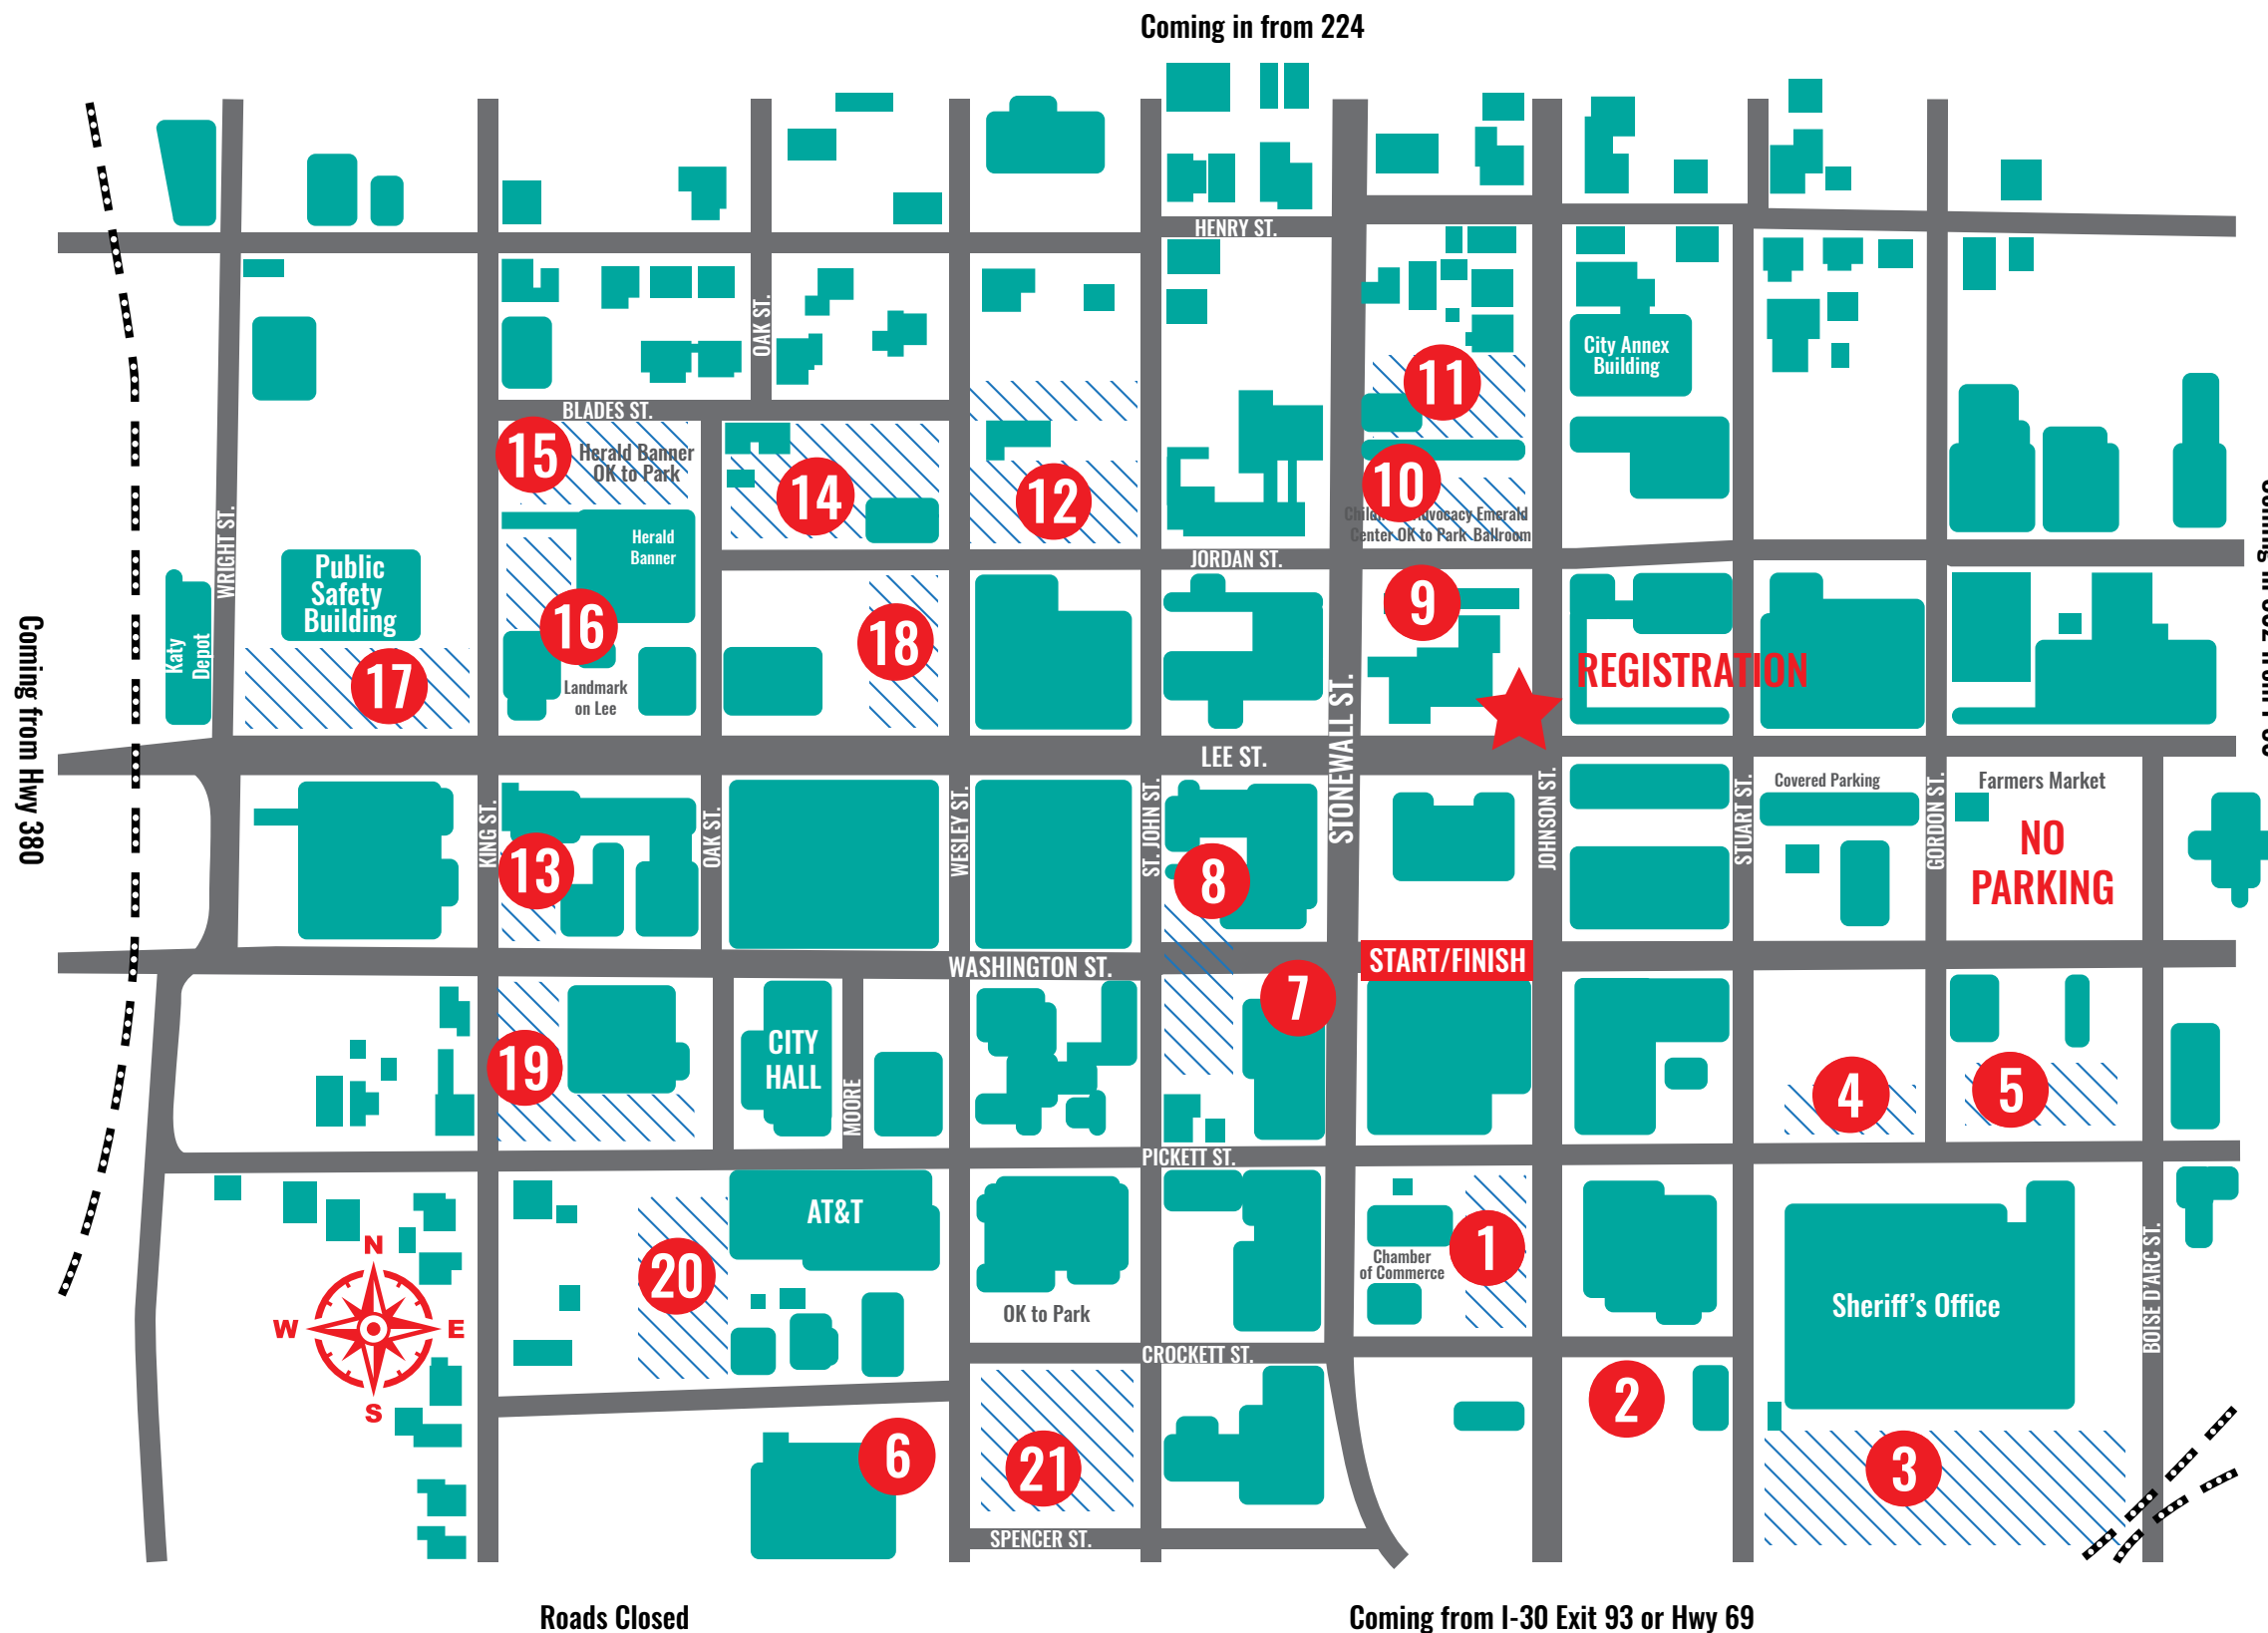 Coming in from 224
HENRY ST.
OAK ST.
City Annex
Building
11
BLADES ST.
15
Herald Banner
OK to Park
14
12
10
Advocacy Emerald
Center OK to Park Ballroom
WRIGHT ST.
Herald
Banner
JORDAN ST.
Public
Safety
Building
Katy
Depot
16
18
9
17
Landmark
on Lee
REGISTRATION
Coming from Hwy 380
STONEWALL ST.
LEE ST.
KING ST.
OAK ST.
WESLEY ST.
ST. JOHN ST.
JOHNSON ST.
STUART ST.
GORDON ST.
Covered Parking
Farmers Market
NO
PARKING
13
8
WASHINGTON ST.
START/FINISH
7
19
CITY
HALL
MOORE
4
5
PICKETT ST.
AT&T
20
OK to Park
Chamber
of Commerce
1
Sheriff's Office
BOISE D'ARC ST.
N
W
E
S
CROCKETT ST.
2
6
21
3
SPENCER ST.
Roads Closed
Coming from I-30 Exit 93 or Hwy 69